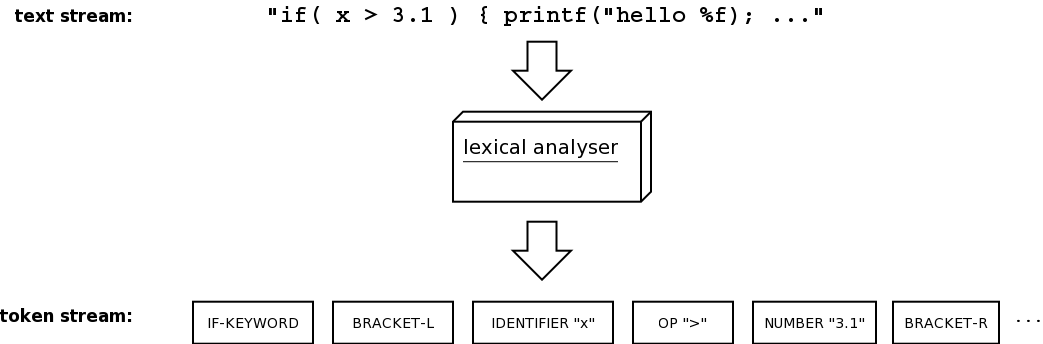 text stream: "if( x > 3.1 ) { printf("hello %f); ..."
lexical analyser
token stream: IF-KEYWORD BRACKET-L IDENTIFIER "x" OP ">" NUMBER "3.1" BRACKET-R ...